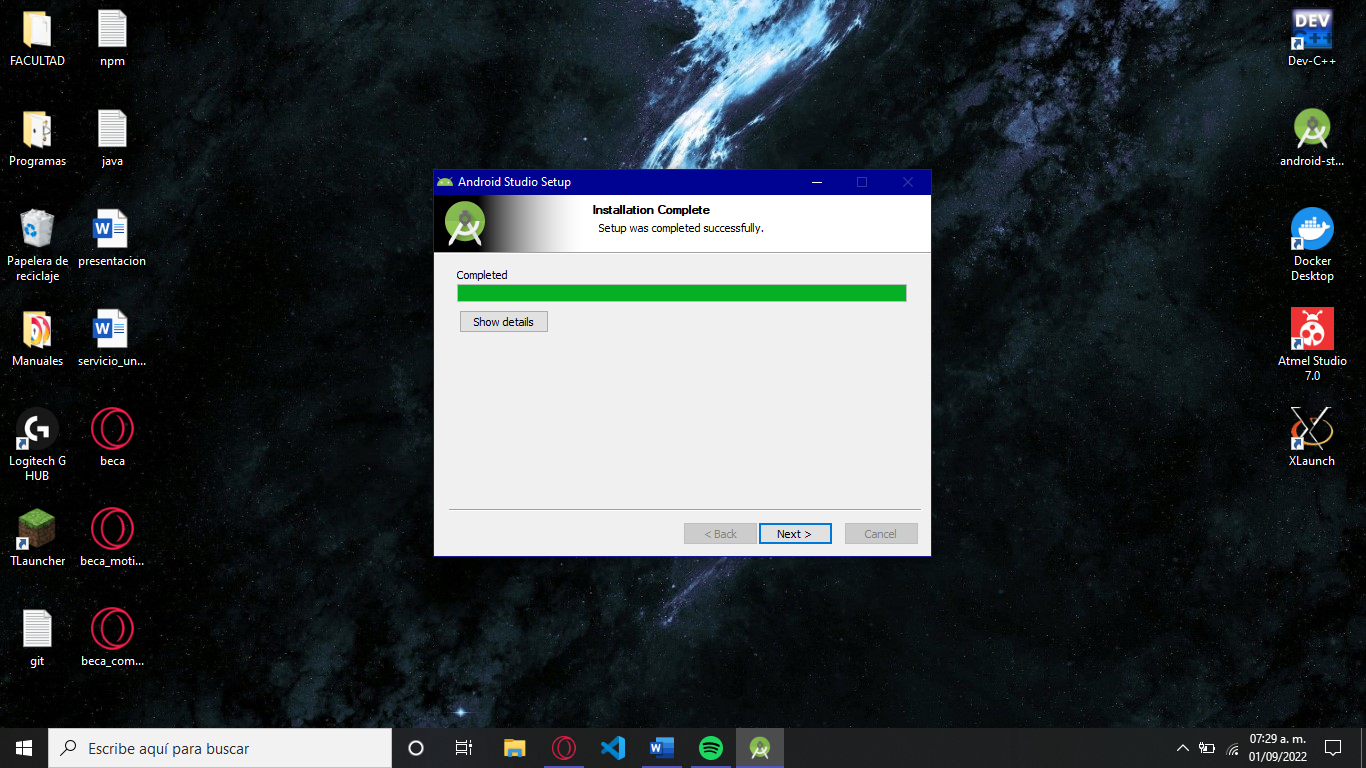 FACULTAD
npm
Programas
java
Papelera de
reciclaje
presentacion
Manuales
servicio_un...
Logitech G
HUB
beca
TLauncher
beca_moti...
git
beca_com...
Android Studio Setup
Installation Complete
Setup was completed successfully.
Completed
Show details
< Back
Next >
Cancel
DEV
C++
Dev-C++
android-st...
Docker
Desktop
Atmel Studio
7.0
XLaunch
Escribe aquí para buscar
07:29 a. m.
01/09/2022